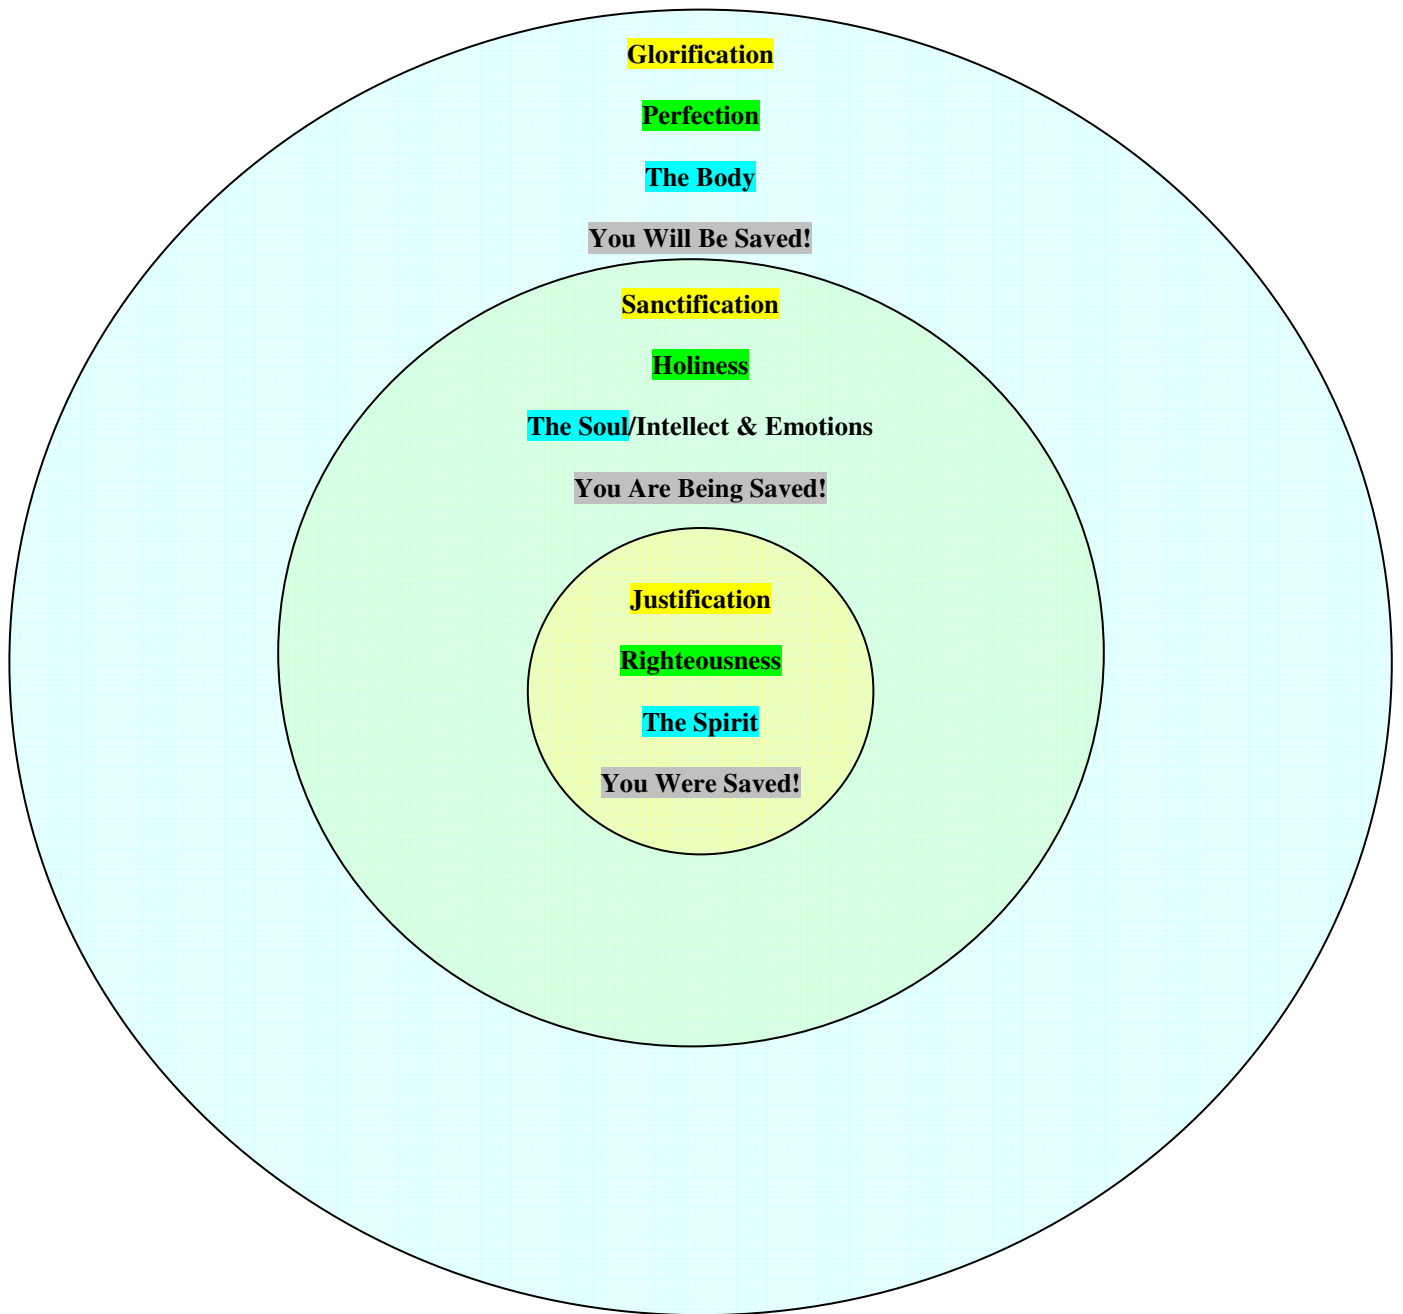 Glorification
Perfection
The Body
You Will Be Saved!
Sanctification
Holiness
The Soul/Intellect & Emotions
You Are Being Saved!
Justification
Righteousness
The Spirit
You Were Saved!